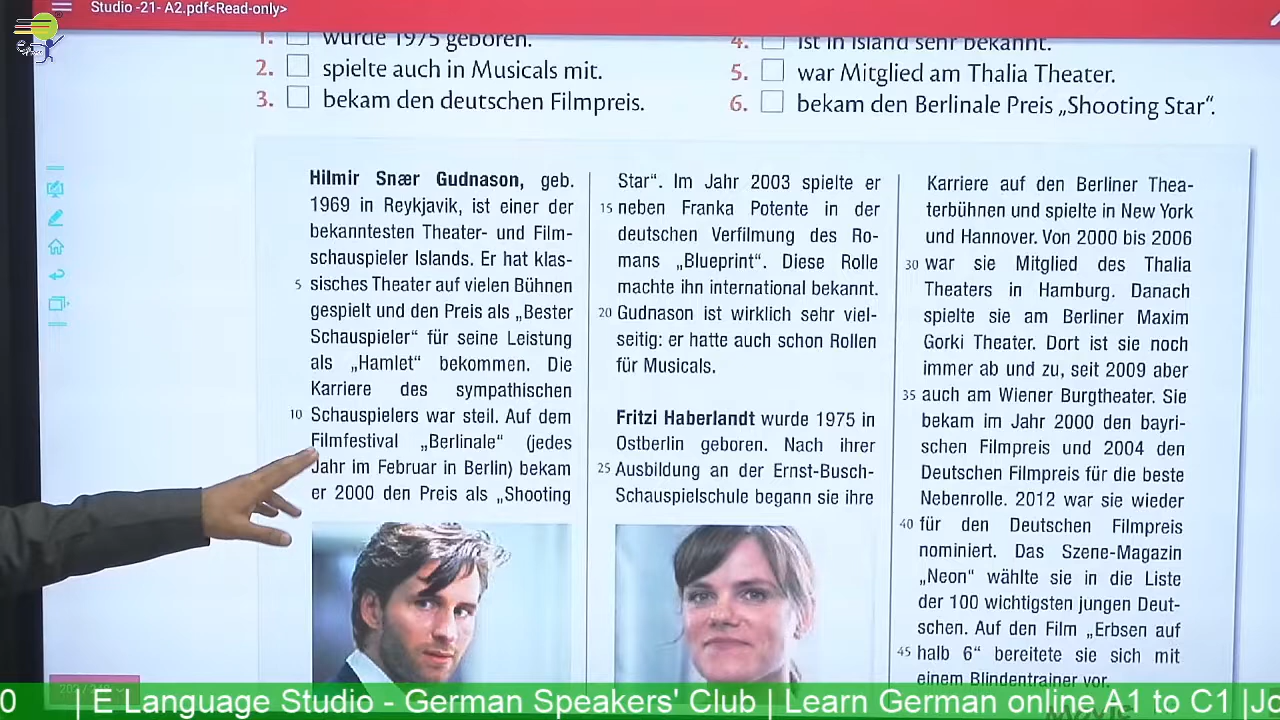 Studio -21- A2.pdf<Read-only>
1. wurde 1975 geboren.
2. spielte auch in Musicals mit.
3. bekam den deutschen Filmpreis.
4. ist in Island sehr bekannt.
5. war Mitglied am Thalia Theater.
6. bekam den Berlinale Preis „Shooting Star“.
Hilmir Snær Gudnason, geb.
1969 in Reykjavik, ist einer der
bekanntesten Theater- und Film-
schauspieler Islands. Er hat klas-
5 sisches Theater auf vielen Bühnen
gespielt und den Preis als „Bester
Schauspieler“ für seine Leistung
als „Hamlet“ bekommen. Die
Karriere des sympathischen
10 Schauspielers war steil. Auf dem
Filmfestival „Berlinale“ (jedes
Jahr im Februar in Berlin) bekam
er 2000 den Preis als „Shooting
Star“. Im Jahr 2003 spielte er
15 neben Franka Potente in der
deutschen Verfilmung des Ro-
mans „Blueprint“. Diese Rolle
machte ihn international bekannt.
20 Gudnason ist wirklich sehr viel-
seitig: er hatte auch schon Rollen
für Musicals.
Fritzi Haberlandt wurde 1975 in
Ostberlin geboren. Nach ihrer
25 Ausbildung an der Ernst-Busch-
Schauspielschule begann sie ihre
Karriere auf den Berliner Thea-
terbühnen und spielte in New York
und Hannover. Von 2000 bis 2006
30 war sie Mitglied des Thalia
Theaters in Hamburg. Danach
spielte sie am Berliner Maxim
Gorki Theater. Dort ist sie noch
immer ab und zu, seit 2009 aber
35 auch am Wiener Burgtheater. Sie
bekam im Jahr 2000 den bayri-
schen Filmpreis und 2004 den
Deutschen Filmpreis für die beste
Nebenrolle. 2012 war sie wieder
40 für den Deutschen Filmpreis
nominiert. Das Szene-Magazin
„Neon“ wählte sie in die Liste
der 100 wichtigsten jungen Deut-
schen. Auf den Film „Erbsen auf
45 halb 6“ bereitete sie sich mit
einem Blindentrainer vor.
0 | E Language Studio - German Speakers' Club | Learn German online A1 to C1 |Jo